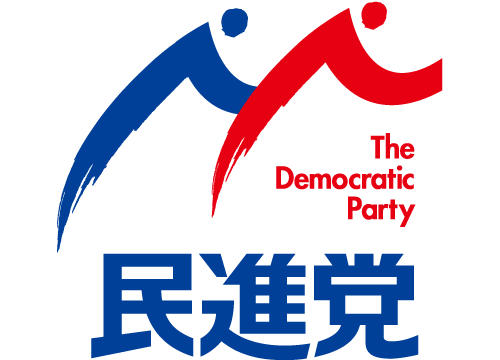 The
Democratic
Party
民進党